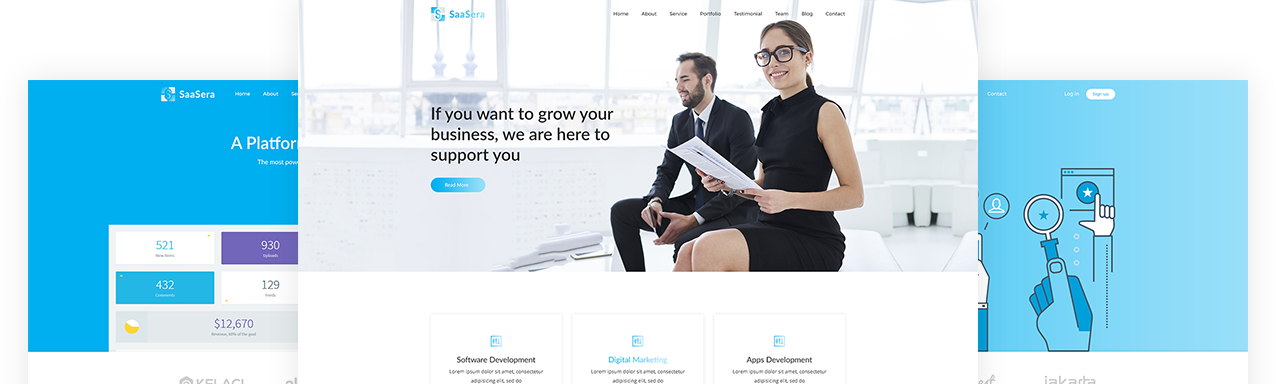 SaaSera
Home About Service Portfolio Testimonial Team Blog Contact
If you want to grow your
business, we are here to
support you
Read More
Software Development
Lorem ipsum dolor sit amet, consectetur
adipisicing elit, sed do
Digital Marketing
Lorem ipsum dolor sit amet, consectetur
adipisicing elit, sed do
Apps Development
Lorem ipsum dolor sit amet, consectetur
adipisicing elit, sed do
SaaSera
Home About
A Platfor
The most pow
521
New items
930
Uploads
432
Comments
129
Feeds
$12,670
Revenue, 80% of the goal
KELACI
Contact
Log in
Sign up
jakarta